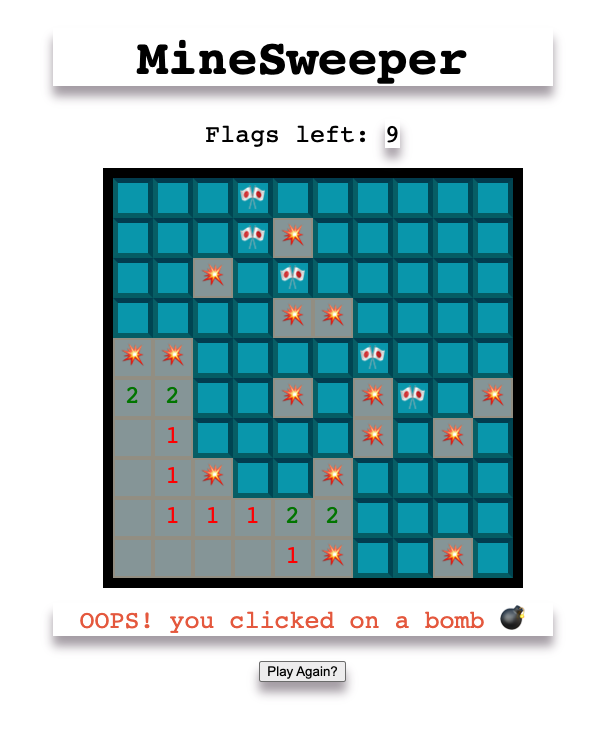 MineSweeper
Flags left: 9
2 2
1
1
1 1 1 2 2
1
OOPS! you clicked on a bomb 💣
Play Again?